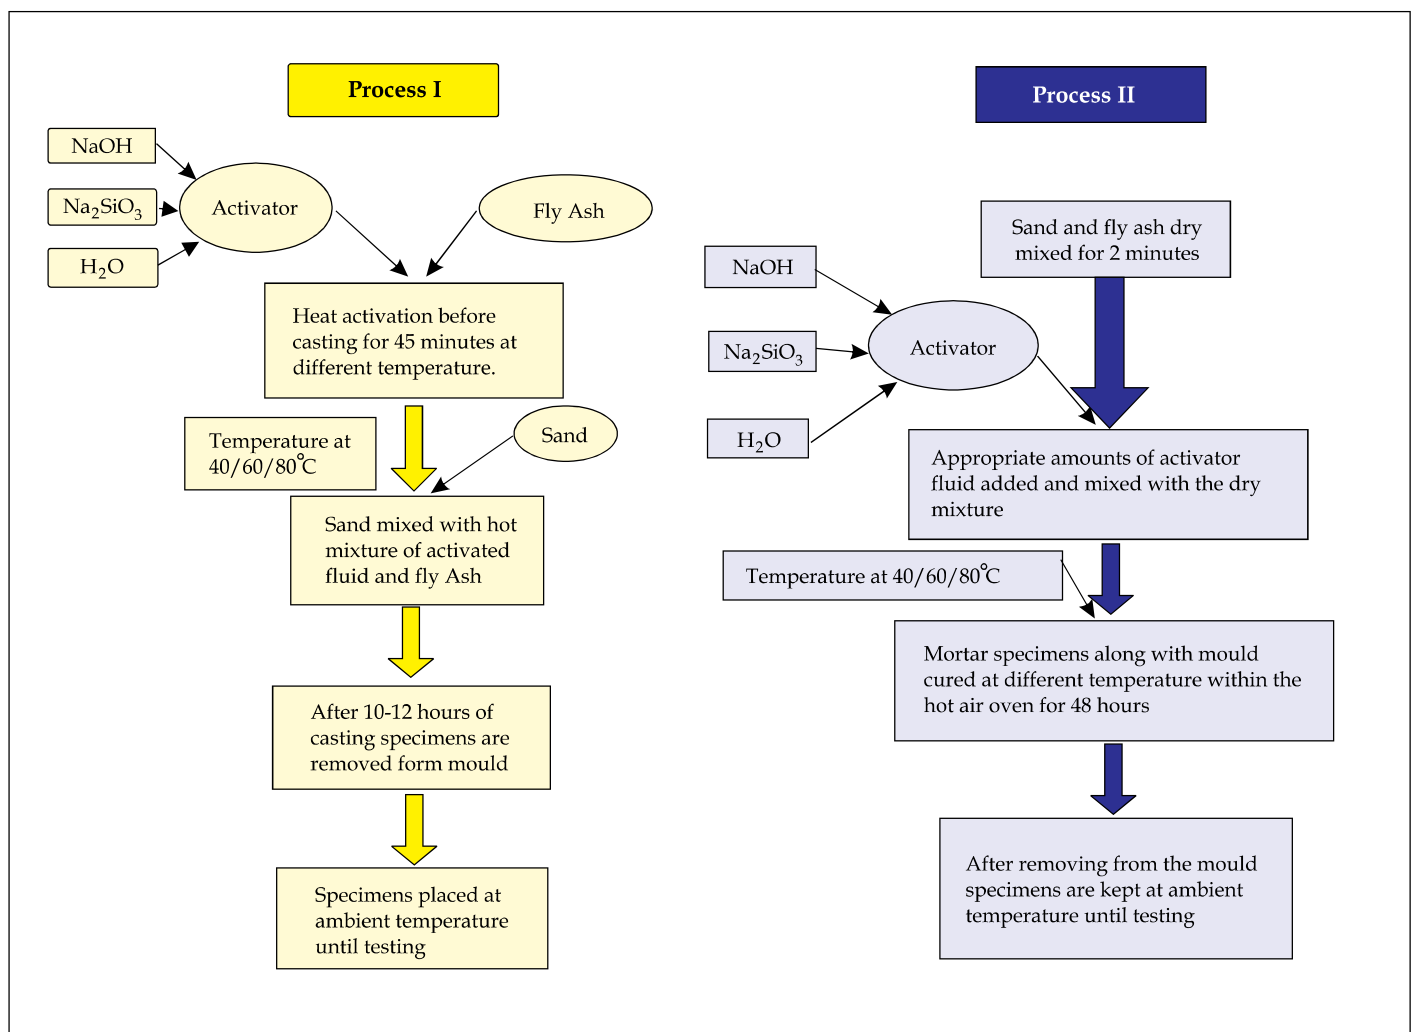 Process I
NaOH
Na₂SiO₃
H₂O
Activator
Fly Ash
Heat activation before
casting for 45 minutes at
different temperature.
Temperature at
40/60/80°C
Sand
Sand mixed with hot
mixture of activated
fluid and fly Ash
After 10-12 hours of
casting specimens are
removed form mould
Specimens placed at
ambient temperature
until testing
Process II
Sand and fly ash dry
mixed for 2 minutes
NaOH
Na₂SiO₃
H₂O
Activator
Appropriate amounts of activator
fluid added and mixed with the dry
mixture
Temperature at 40/60/80°C
Mortar specimens along with mould
cured at different temperature within the
hot air oven for 48 hours
After removing from the mould
specimens are kept at ambient
temperature until testing